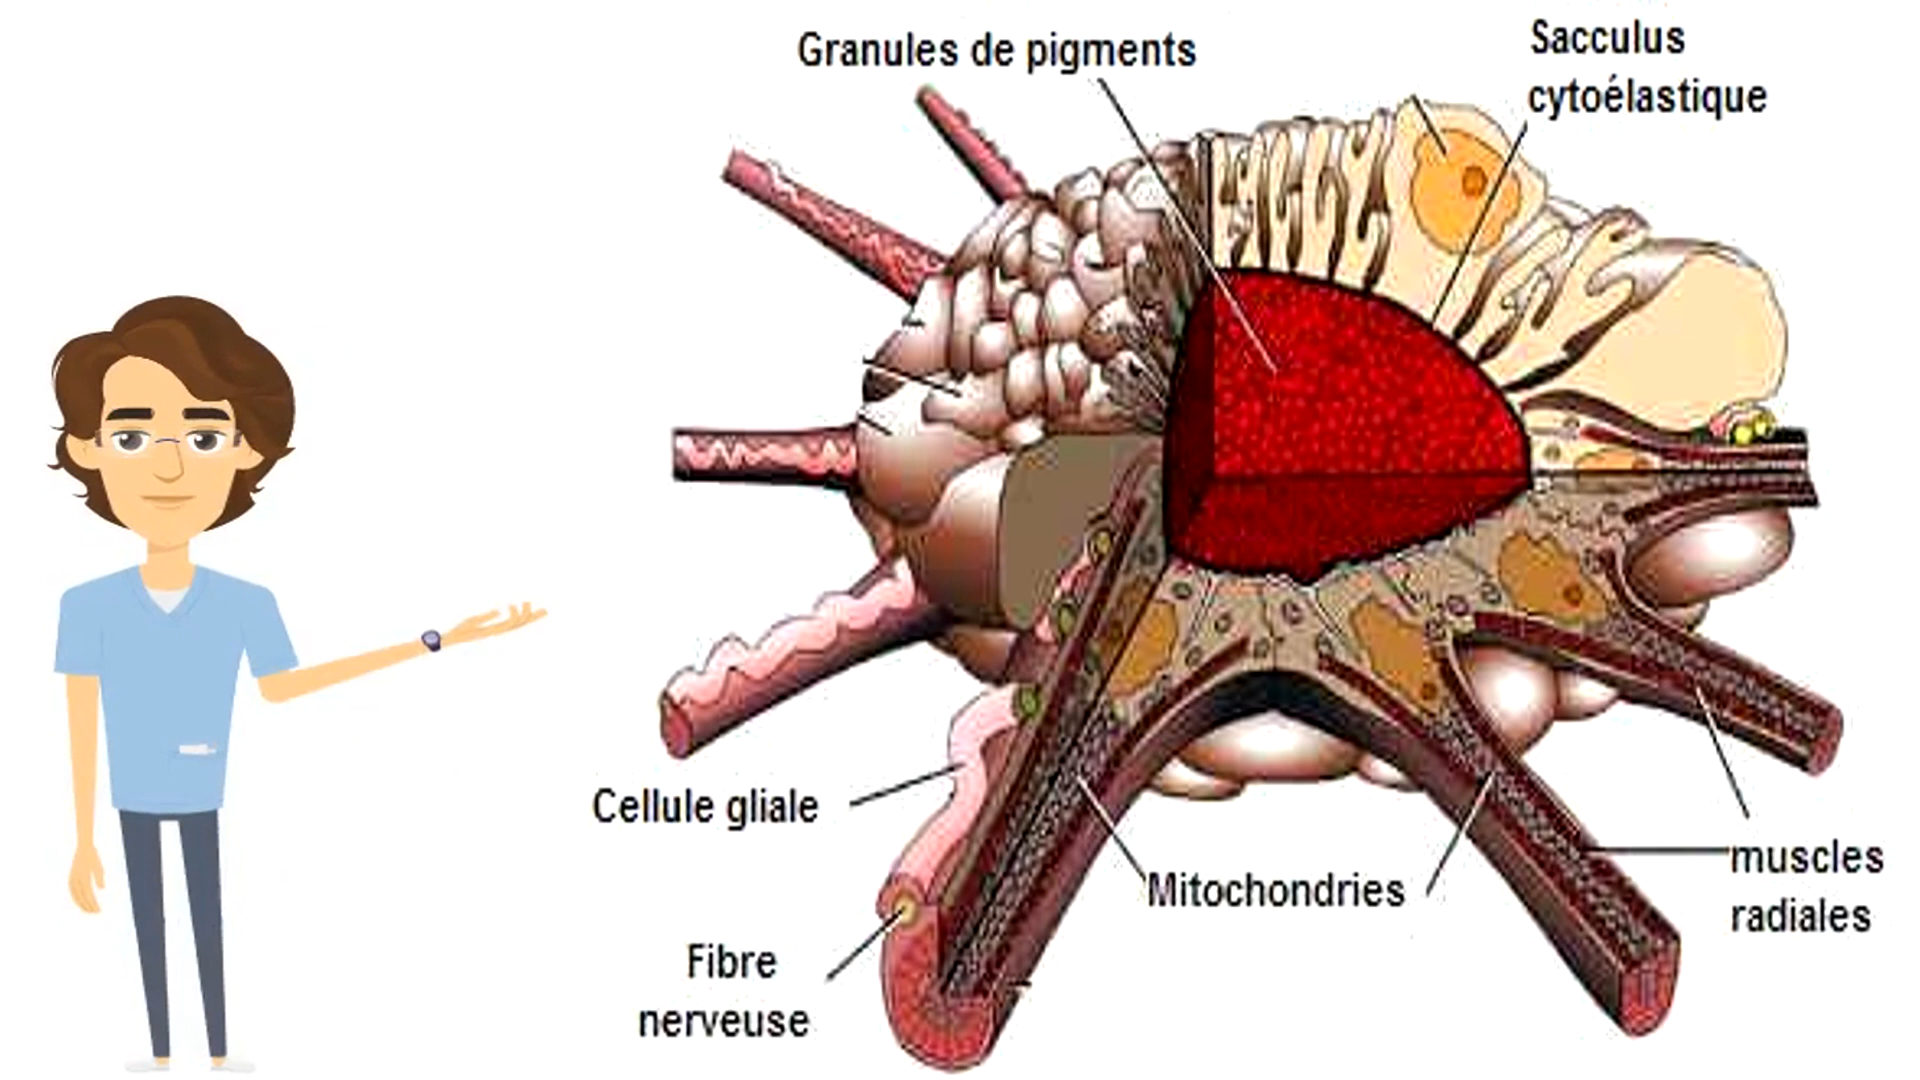 Granules de pigments
Sacculus
cytoélastique
Cellule gliale
Mitochondries
muscles
radiales
Fibre
nerveuse